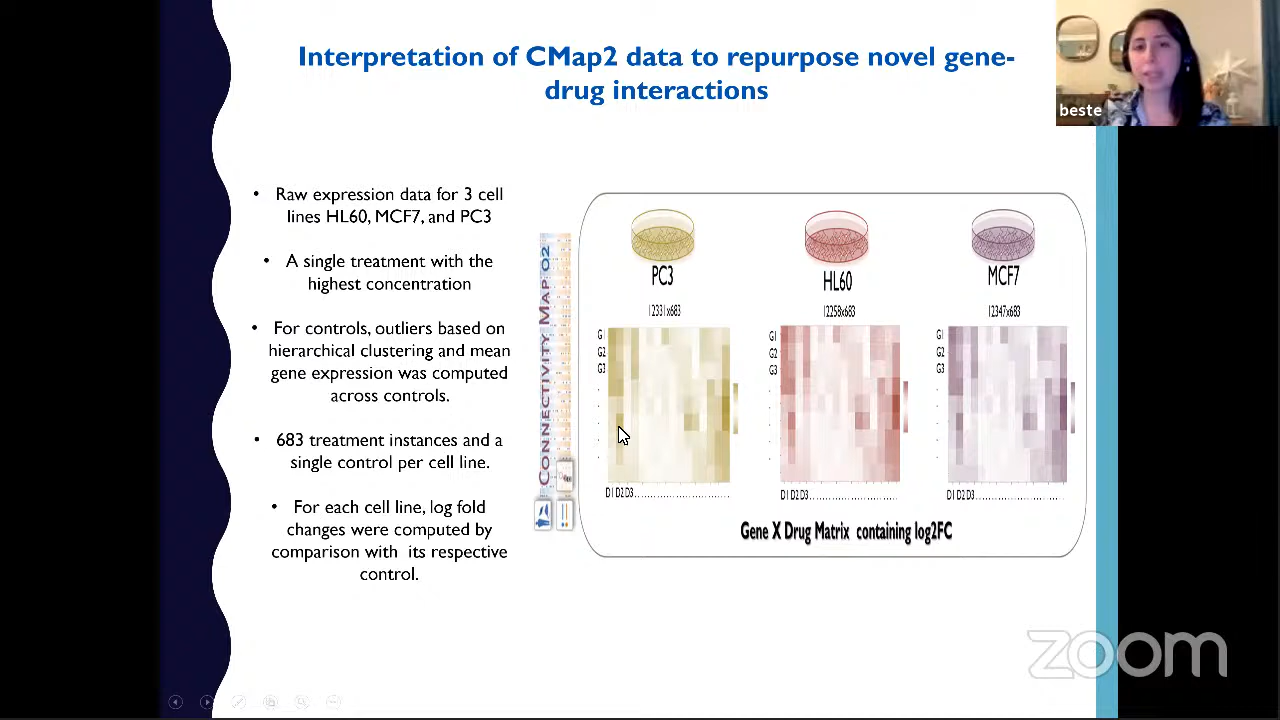 Interpretation of CMap2 data to repurpose novel gene-
drug interactions
beste
• Raw expression data for 3 cell
lines HL60, MCF7, and PC3
• A single treatment with the
highest concentration
• For controls, outliers based on
hierarchical clustering and mean
gene expression was computed
across controls.
• 683 treatment instances and a
single control per cell line.
• For each cell line, log fold
changes were computed by
comparison with its respective
control.
CONNECTIVITY MAP 02
PC3
12331x683
G1
G2
G3
D1 D2 D3
HL60
12258x683
G1
G2
G3
D1 D2 D3
MCF7
12347x683
G1
G2
G3
D1 D2 D3
Gene X Drug Matrix containing log2FC
zoom